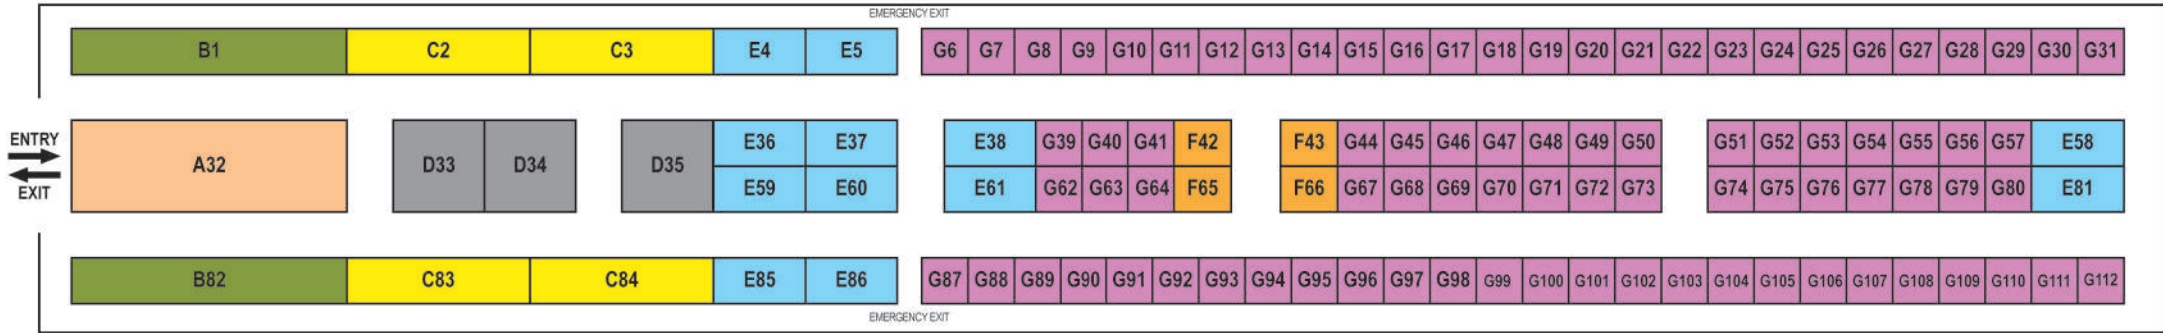 EMERGENCY EXIT
B1 C2 C3 E4 E5 G6 G7 G8 G9 G10 G11 G12 G13 G14 G15 G16 G17 G18 G19 G20 G21 G22 G23 G24 G25 G26 G27 G28 G29 G30 G31
ENTRY
EXIT
A32 D33 D34 D35
E36 E37 E38 G39 G40 G41 F42 F43 G44 G45 G46 G47 G48 G49 G50 G51 G52 G53 G54 G55 G56 G57 E58
E59 E60 E61 G62 G63 G64 F65 F66 G67 G68 G69 G70 G71 G72 G73 G74 G75 G76 G77 G78 G79 G80 E81
B82 C83 C84 E85 E86 G87 G88 G89 G90 G91 G92 G93 G94 G95 G96 G97 G98 G99 G100 G101 G102 G103 G104 G105 G106 G107 G108 G109 G110 G111 G112
EMERGENCY EXIT